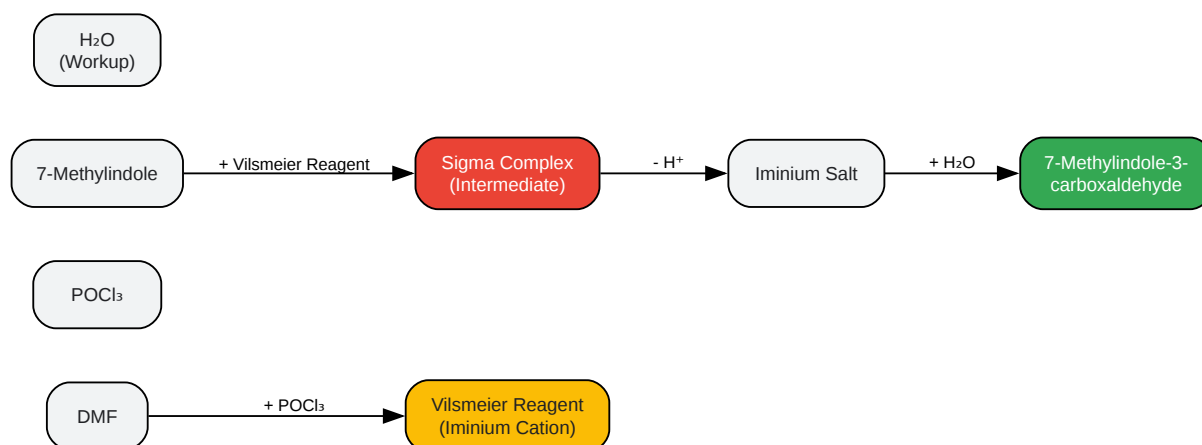 H₂O
(Workup)
7-Methylindole
+ Vilsmeier Reagent
Sigma Complex
(Intermediate)
- H⁺
Iminium Salt
+ H₂O
7-Methylindole-3-
carboxaldehyde
POCl₃
DMF
+ POCl₃
Vilsmeier Reagent
(Iminium Cation)